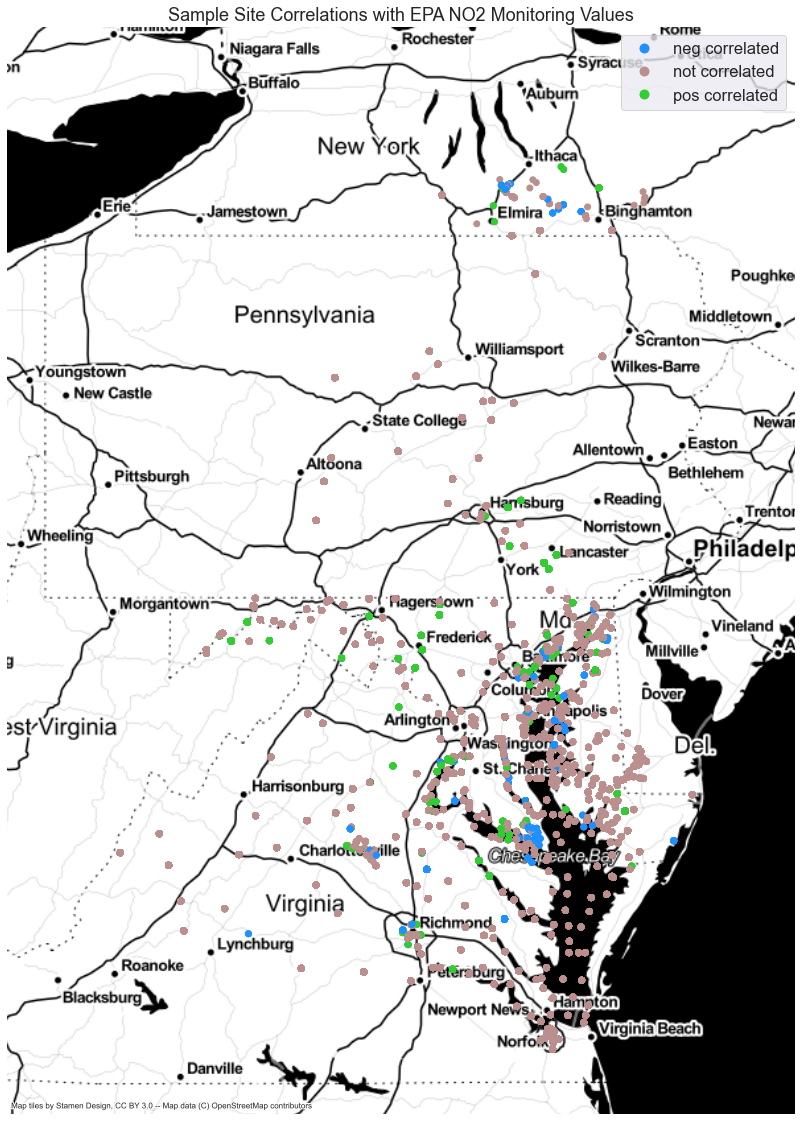 Sample Site Correlations with EPA NO2 Monitoring Values
neg correlated
not correlated
pos correlated
Hamilton
Niagara Falls
Rochester
Rome
Syracuse
Utica
on
Buffalo
Auburn
New York
Ithaca
Erie
Jamestown
Elmira
Binghamton
Poughke
Pennsylvania
Middletown
Williamsport
Scranton
Wilkes-Barre
Youngstown
New Castle
State College
Newar
Allentown
Easton
Altoona
Bethlehem
Pittsburgh
Harrisburg
Reading
Trenton
Wheeling
Norristown
Lancaster
Philadelp
York
Wilmington
Morgantown
Hagerstown
Md.
Vineland
Frederick
Millville
A
g
Baltimore
Columbia
Dover
Annapolis
est Virginia
Arlington
Washington
Del.
St. Charles
Harrisonburg
Charlottesville
Chesapeake Bay
Virginia
Richmond
Lynchburg
Roanoke
Petersburg
Blacksburg
Newport News
Hampton
Norfolk
Virginia Beach
Danville
Map tiles by Stamen Design, CC BY 3.0 -- Map data (C) OpenStreetMap contributors